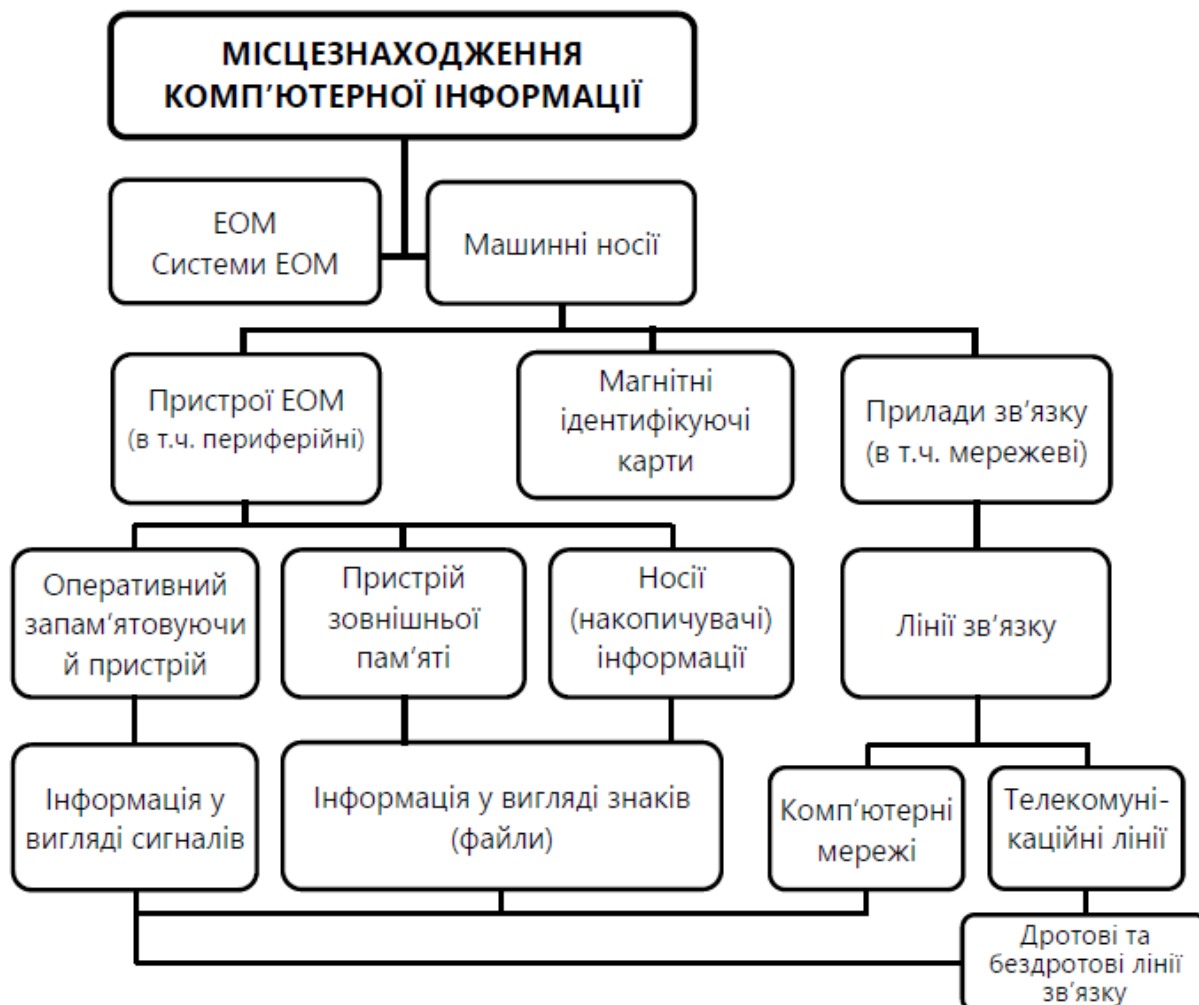 МІСЦЕЗНАХОДЖЕННЯ
КОМП’ЮТЕРНОЇ ІНФОРМАЦІЇ
ЕОМ
Системи ЕОМ
Машинні носії
Пристрої ЕОМ
(в т.ч. периферійні)
Магнітні
ідентифікуючі
карти
Прилади зв’язку
(в т.ч. мережеві)
Оперативний
запам’ятовуючи
й пристрій
Пристрій
зовнішньої
пам’яті
Носії
(накопичувачі)
інформації
Лінії зв’язку
Інформація у
вигляді сигналів
Інформація у вигляді знаків
(файли)
Комп’ютерні
мережі
Телекомуні-
каційні лінії
Дротові та
бездротові лінії
зв’язку